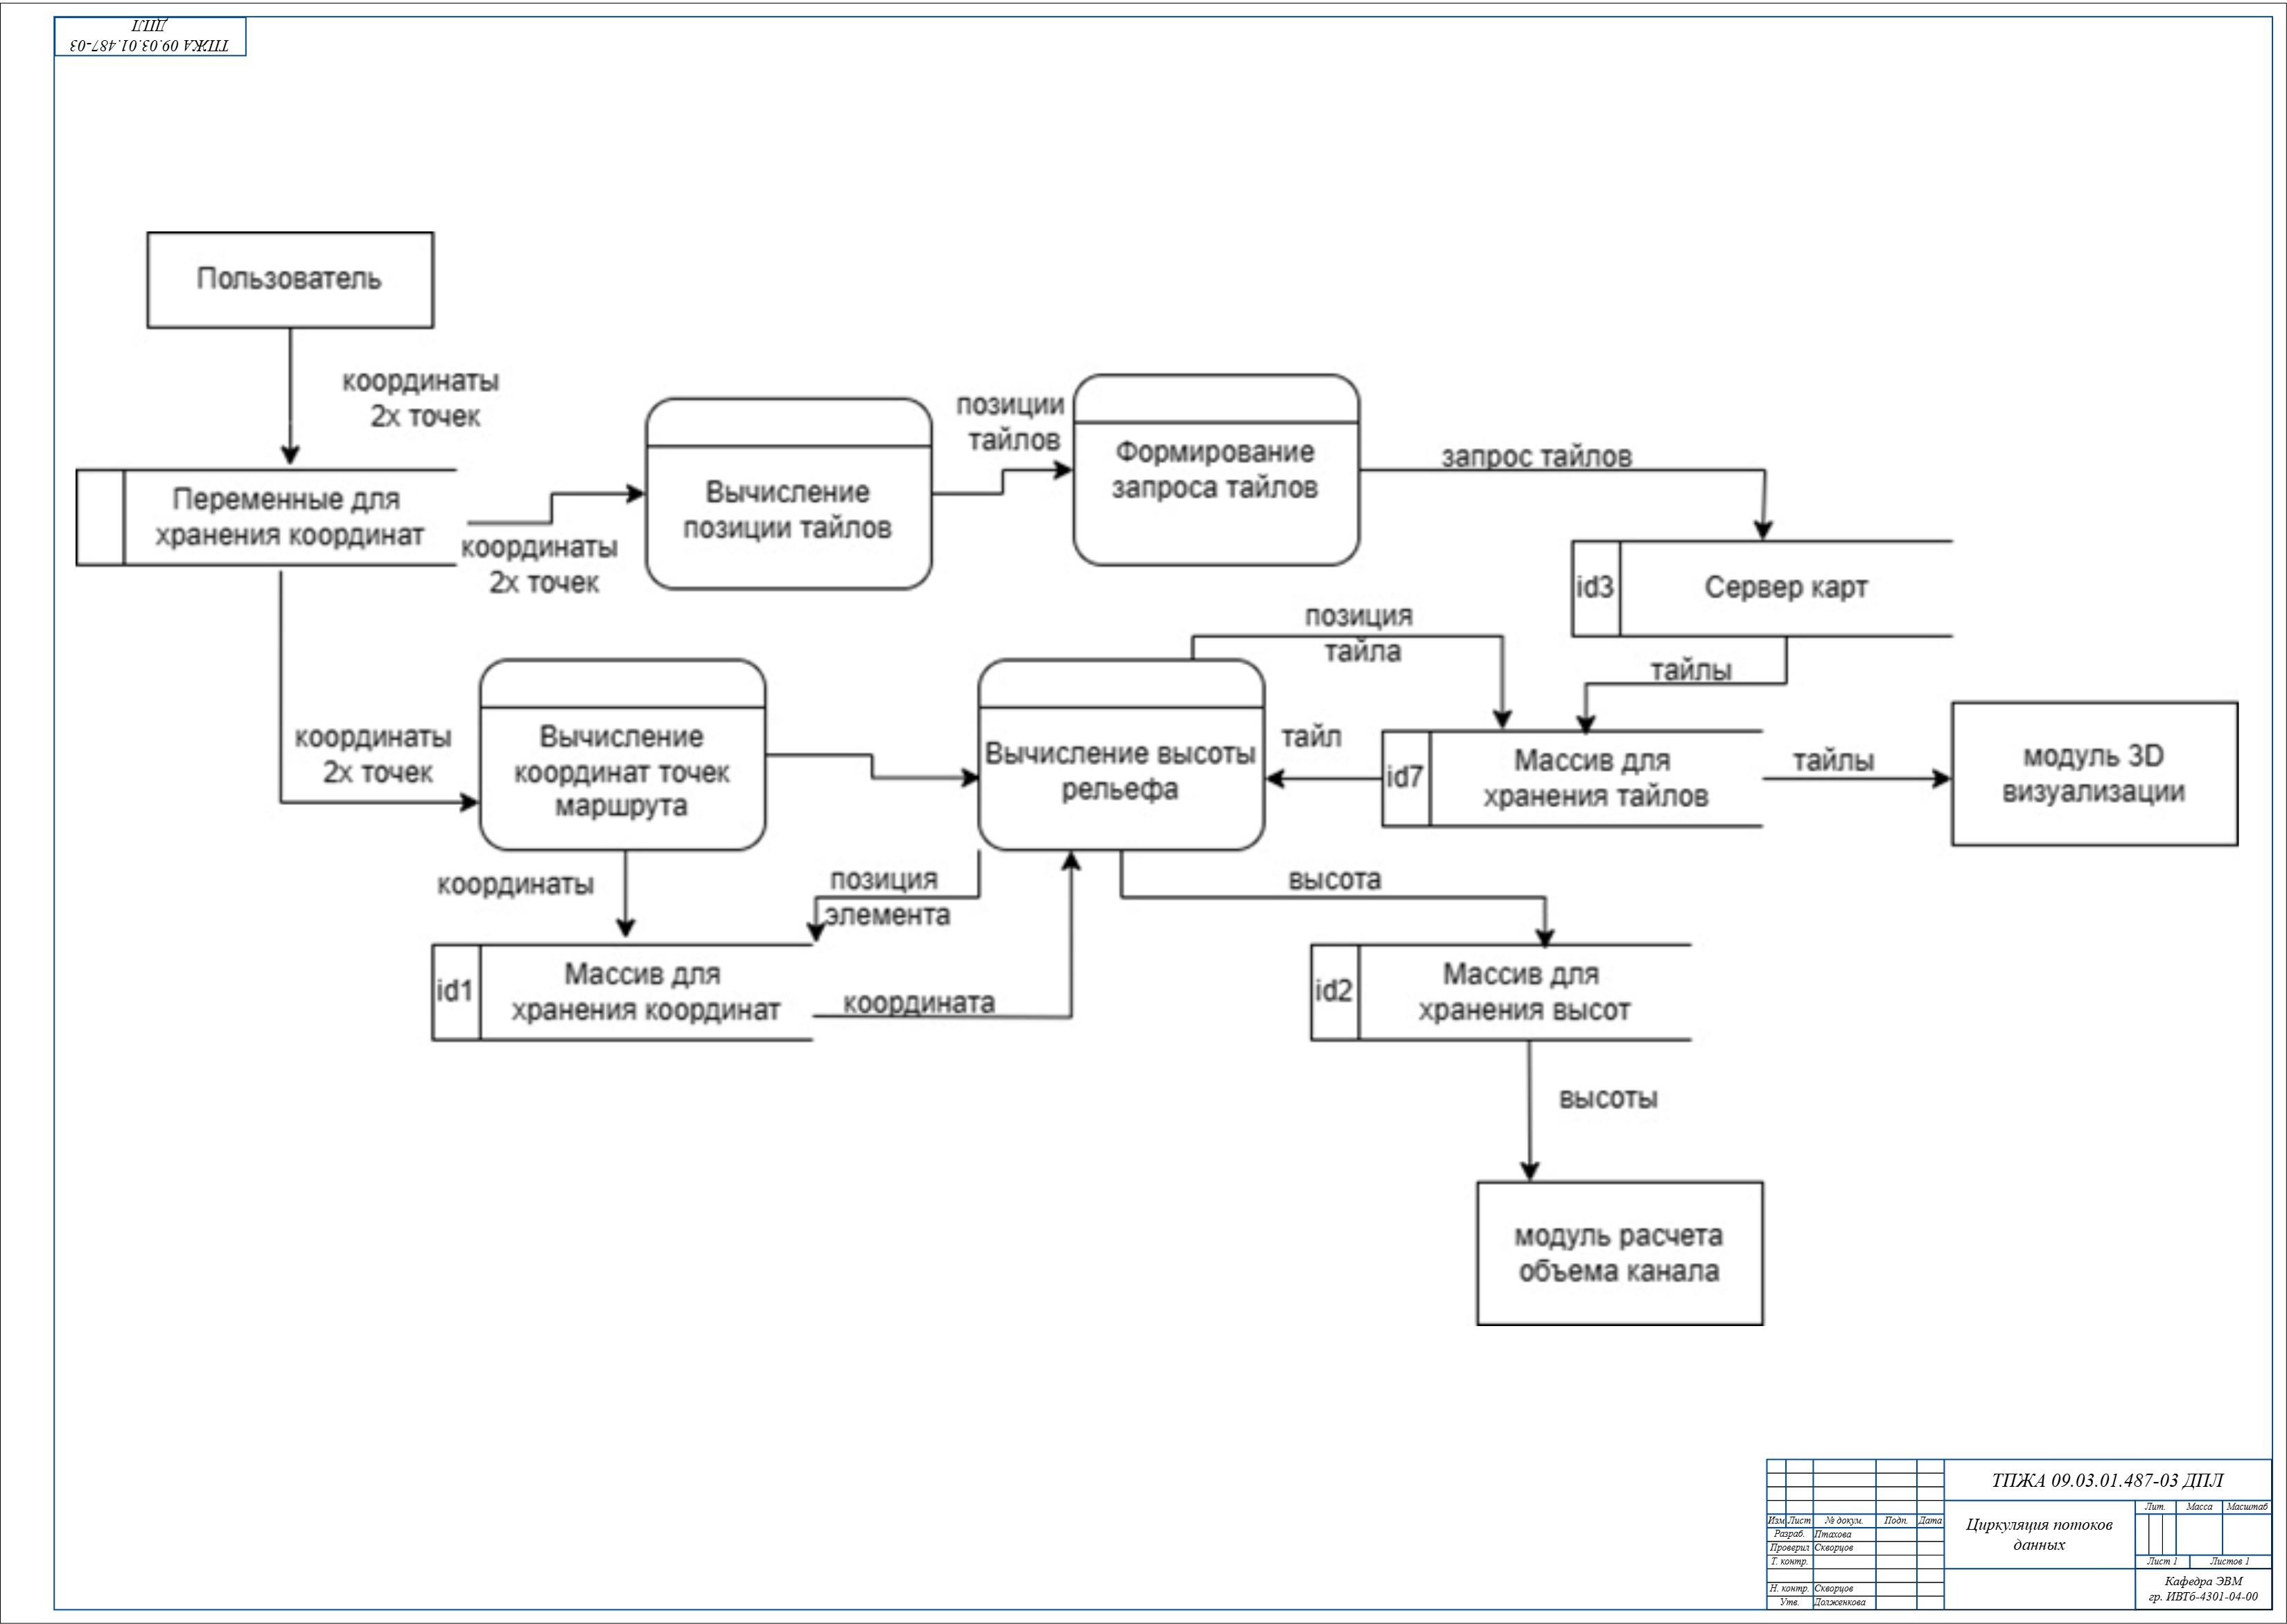 ТПЖА 09.03.01.487-03
ДПЛ
Пользователь
координаты
2х точек
Переменные для
хранения координат
координаты
2х точек
Вычисление
позиции тайлов
позиции
тайлов
Формирование
запроса тайлов
запрос тайлов
id3
Сервер карт
тайлы
позиция
тайла
координаты
2х точек
Вычисление
координат точек
маршрута
Вычисление высоты
рельефа
тайл
id7
Массив для
хранения тайлов
тайлы
модуль 3D
визуализации
координаты
позиция
элемента
высота
id1
Массив для
хранения координат
координата
id2
Массив для
хранения высот
высоты
модуль расчета
объема канала
ТПЖА 09.03.01.487-03 ДПЛ
Изм Лист № докум. Подп. Дата
Разраб. Птахова
Проверил Скворцов
Т. контр.
Н. контр. Скворцов
Утв. Долженкова
Циркуляция потоков
данных
Лит. Масса Масштаб
Лист 1 Листов 1
Кафедра ЭВМ
гр. ИВТб-4301-04-00